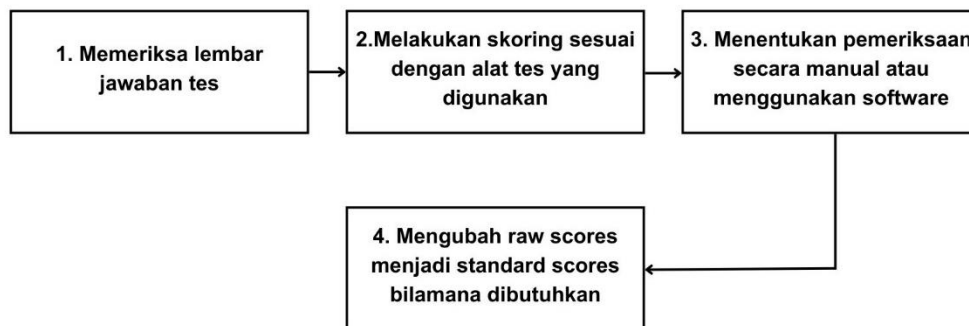 1. Memeriksa lembar
jawaban tes
2.Melakukan skoring sesuai
dengan alat tes yang
digunakan
3. Menentukan pemeriksaan
secara manual atau
menggunakan software
4. Mengubah raw scores
menjadi standard scores
bilamana dibutuhkan